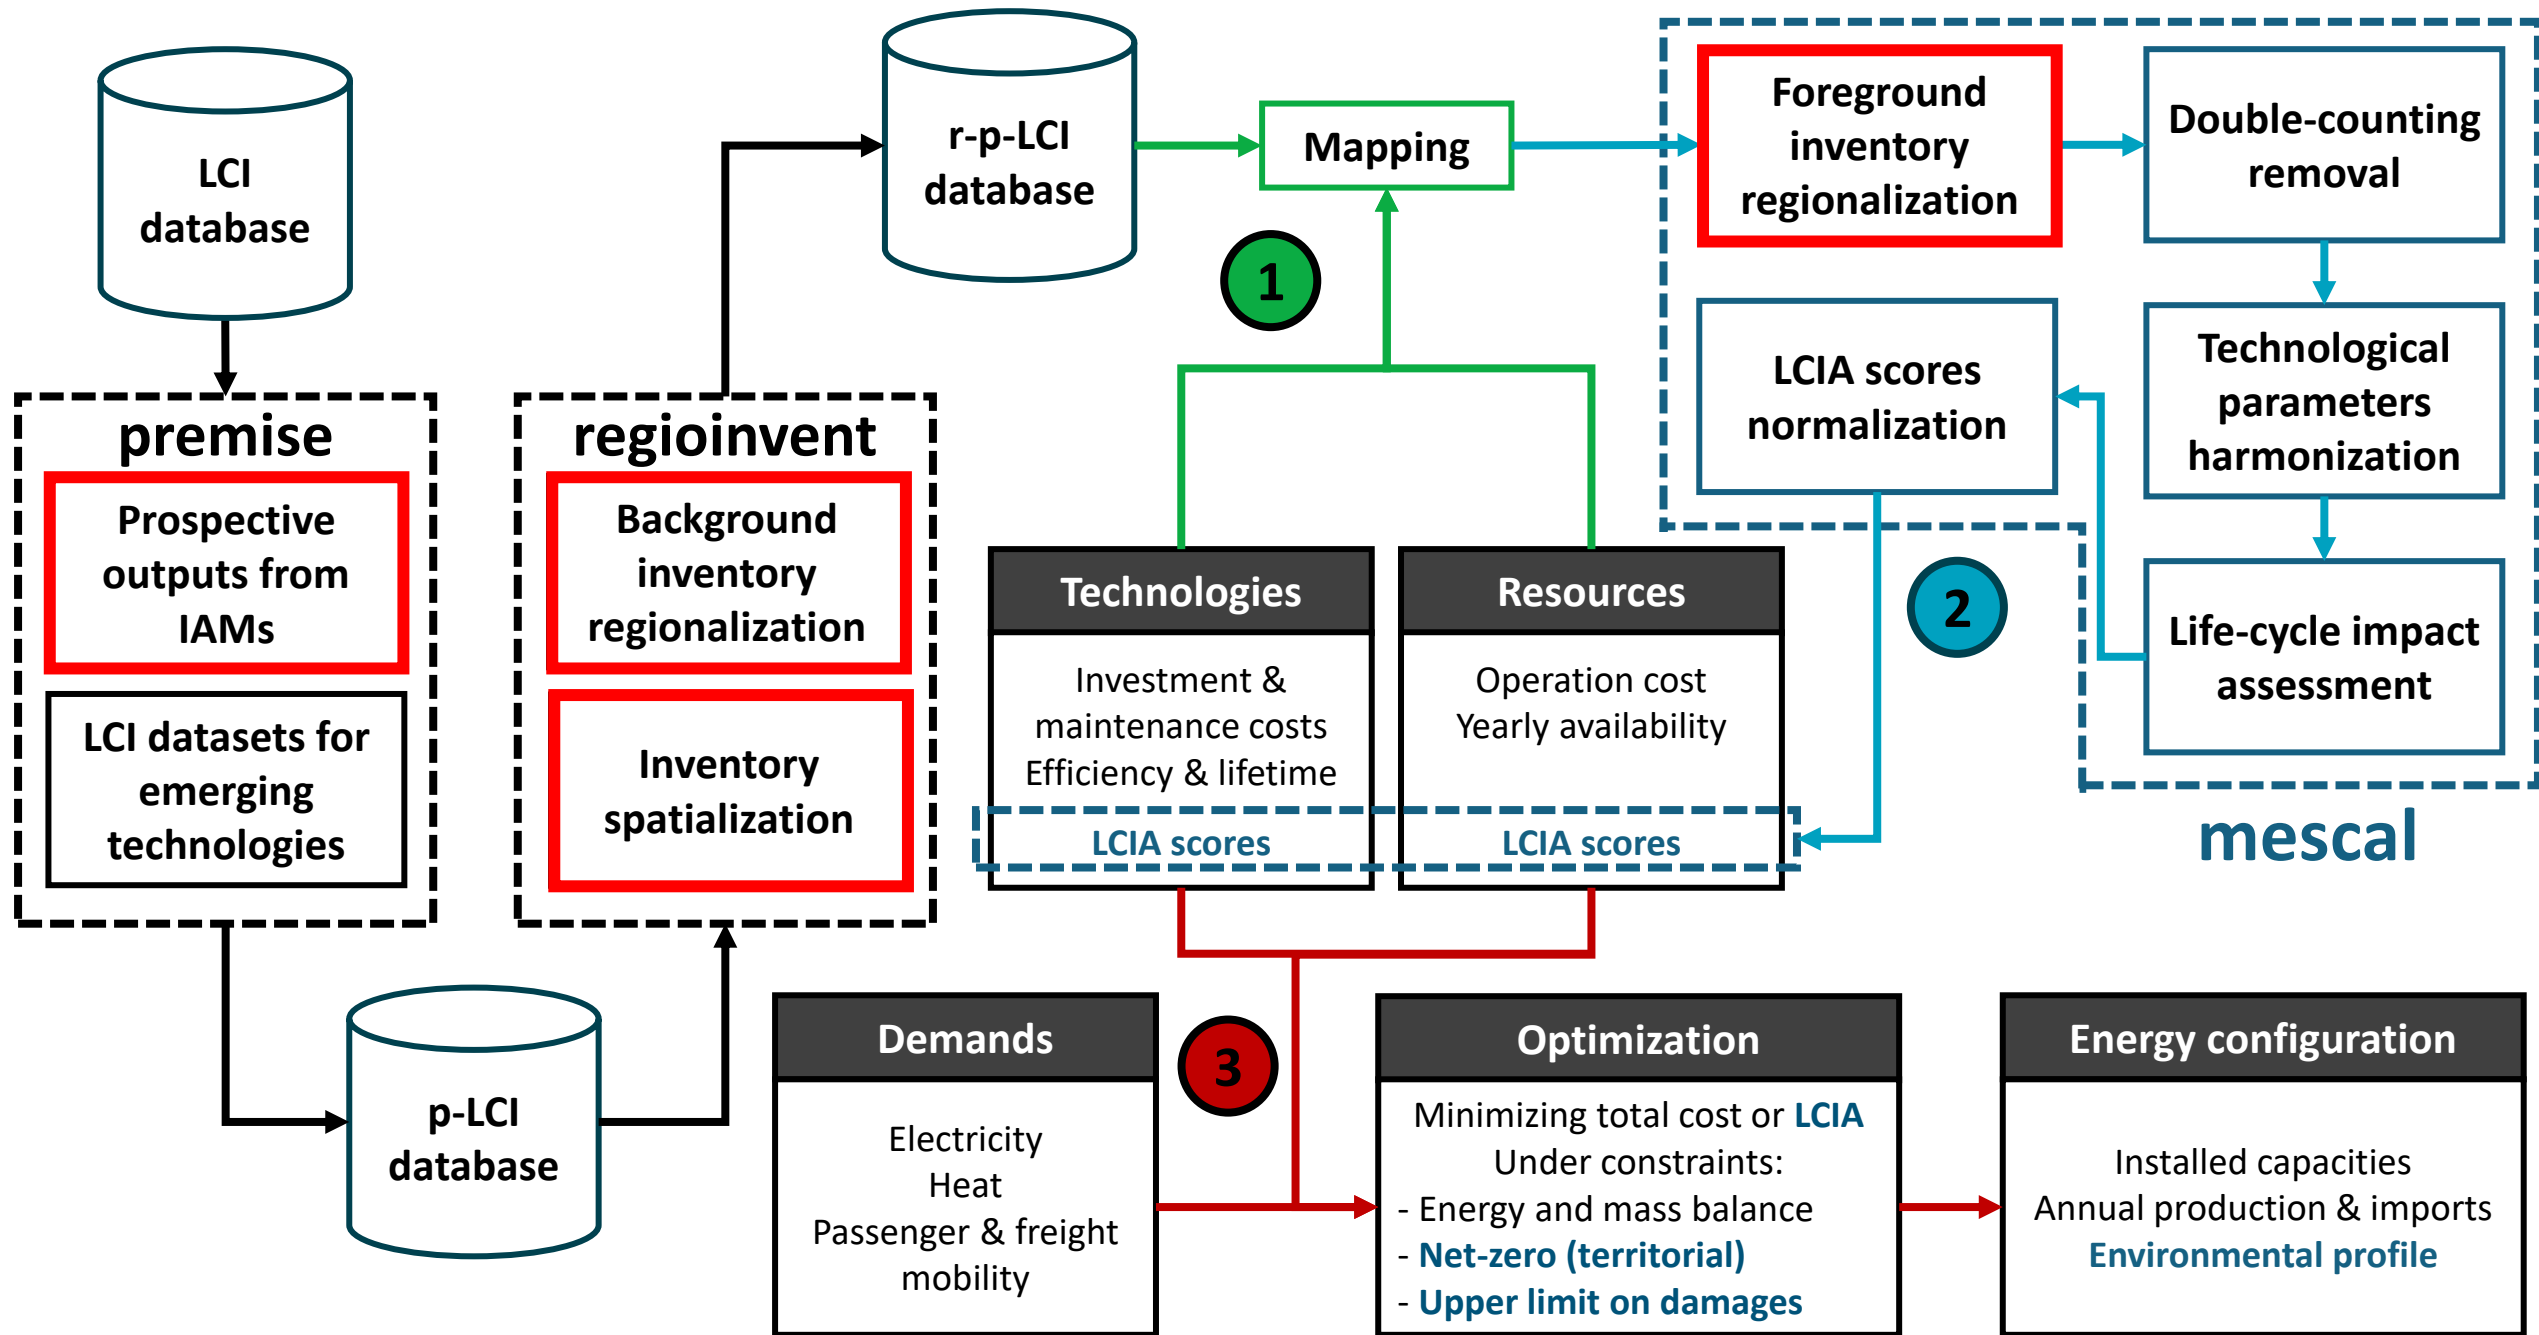 LCI
database
premise
Prospective
outputs from
IAMs
LCI datasets for
emerging
technologies
p-LCI
database
regioinvent
Background
inventory
regionalization
Inventory
spatialization
r-p-LCI
database
Mapping
1
Foreground
inventory
regionalization
Double-counting
removal
Technological
parameters
harmonization
Life-cycle impact
assessment
LCIA scores
normalization
mescal
2
Technologies
Investment &
maintenance costs
Efficiency & lifetime
LCIA scores
Resources
Operation cost
Yearly availability
LCIA scores
3
Demands
Electricity
Heat
Passenger & freight
mobility
Optimization
Minimizing total cost or LCIA
Under constraints:
- Energy and mass balance
- Net-zero (territorial)
- Upper limit on damages
Energy configuration
Installed capacities
Annual production & imports
Environmental profile